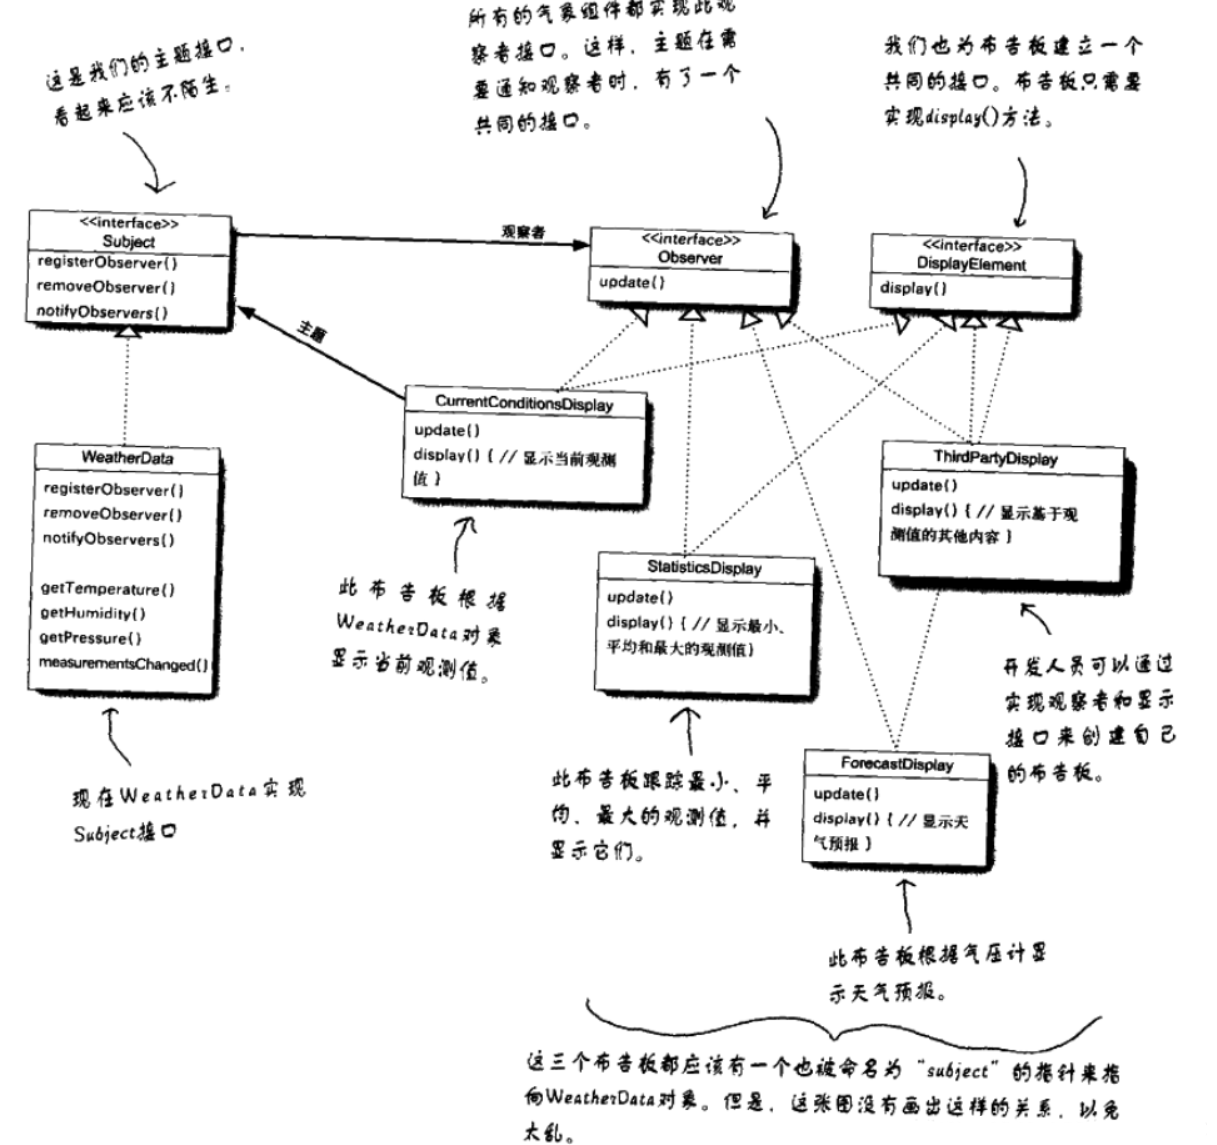 这是我们的主题接口，
看起来应该不陌生。
所有的气象组件都实现此观
察者接口。这样，主题在需
要通知观察者时，有了一个
共同的接口。
我们也为布告板建立一个
共同的接口。布告板只需要
实现display()方法。
<<interface>>
Subject
registerObserver()
removeObserver()
notifyObservers()
观察者
<<interface>>
Observer
update()
<<interface>>
DisplayElement
display()
主题
CurrentConditionsDisplay
update()
display() { // 显示当前观测
值 }
WeatherData
registerObserver()
removeObserver()
notifyObservers()
getTemperature()
getHumidity()
getPressure()
measurementsChanged()
ThirdPartyDisplay
update()
display() { // 显示基于观
测值的其他内容 }
StatisticsDisplay
update()
display() { // 显示最小、
平均和最大的观测值}
此布告板根据
WeatherData对象
显示当前观测值。
开发人员可以通过
实现观察者和显示
接口来创建自己
的布告板。
ForecastDisplay
update()
display() { // 显示天
气预报 }
现在WeatherData实现
Subject接口
此布告板跟踪最小、平
均、最大的观测值，并
显示它们。
此布告板根据气压计显
示天气预报。
这三个布告板都应该有一个也被命名为“subject”的指针来指
向WeatherData对象。但是，这张图没有画出这样的关系，以免
太乱。